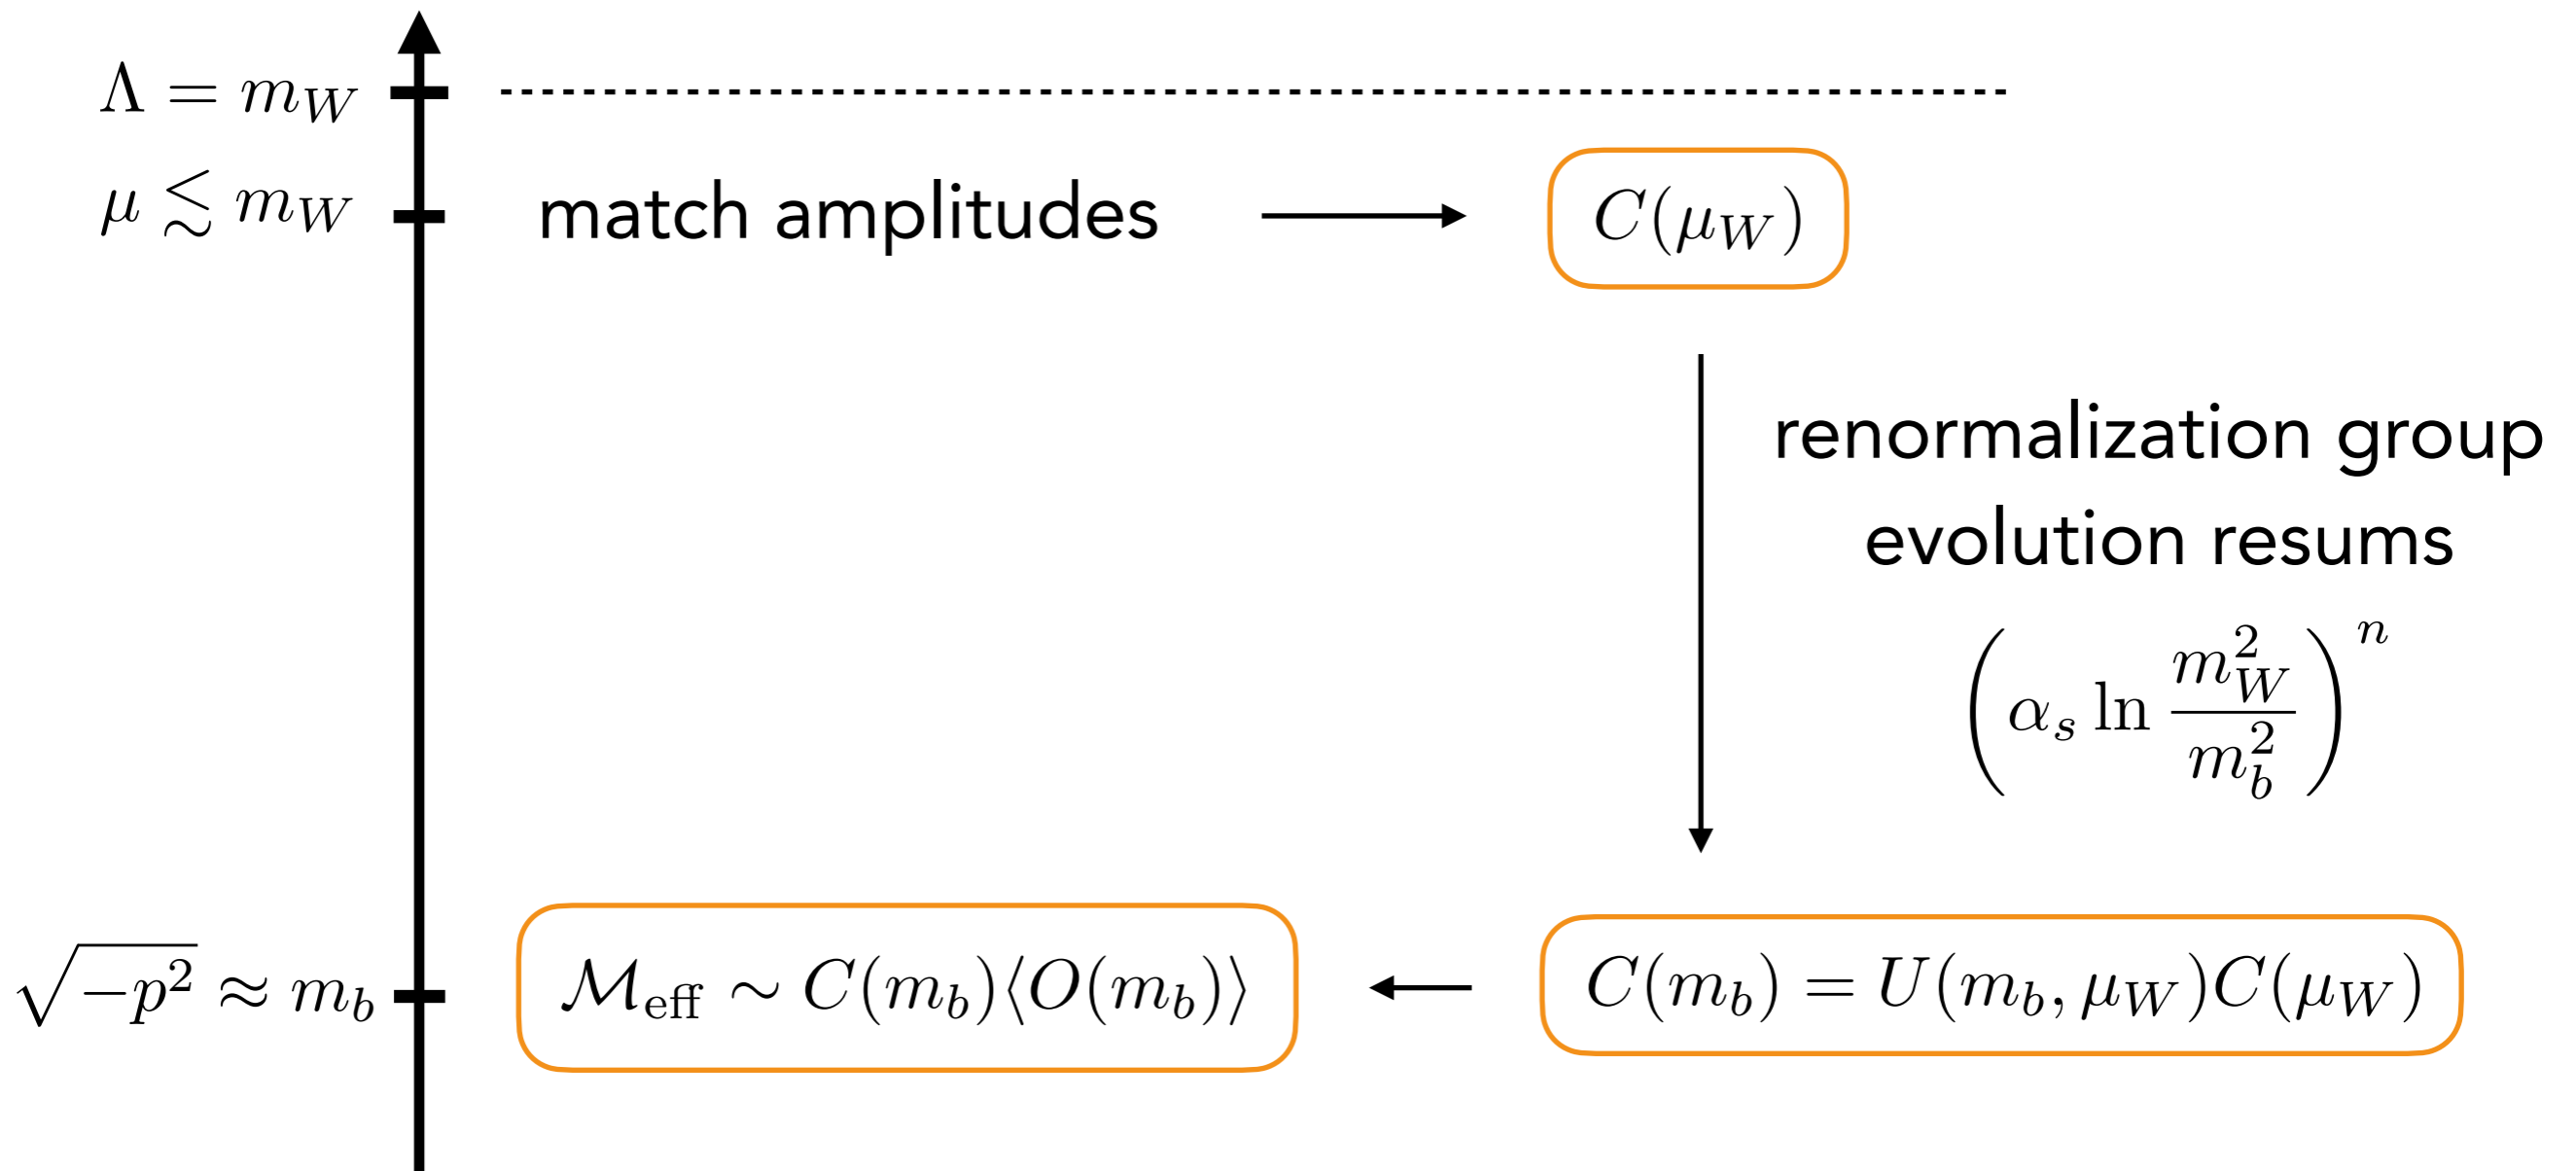 Λ = m_W
μ ≲ m_W
match amplitudes
C(μ_W)
renormalization group
evolution resums
(α_s ln m_W^2/m_b^2)^n
√(−p^2) ≈ m_b
ℳ_eff ∼ C(m_b)⟨O(m_b)⟩
C(m_b) = U(m_b, μ_W)C(μ_W)